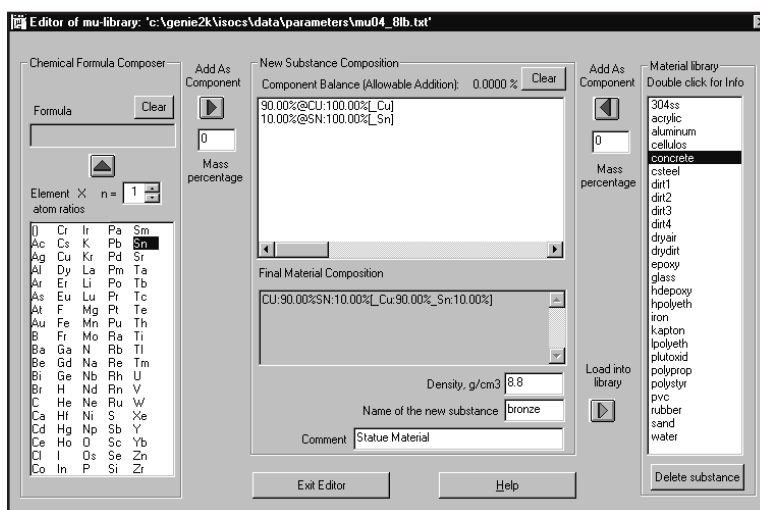 Editor of mu-library: 'c:\genie2k\isocs\data\parameters\mu04_8lb.txt'
Chemical Formula Composer
Formula
Clear
Element X n = 1
atom ratios
() Cr Ir Pa Sm
Ac Cs K Pb Sn
Ag Cu Kr Pd Sr
Al Dy La Pm Ta
Ar Er Li Po Tb
As Eu Lu Pr Tc
At F Mg Pt Te
Au Fe Mn Pu Th
B Fr Mo Ra Ti
Ba Ga N Rb Tl
Be Gd Na Re Tm
Bi Ge Nb Rh U
Br H Nd Rn V
C He Ne Ru W
Ca Hf Ni S Xe
Cd Hg Np Sb Y
Ce Ho O Sc Yb
Cl I Os Se Zn
Co In P Si Zr
Add As
Component
0
Mass
percentage
New Substance Composition
Component Balance (Allowable Addition): 0.0000 %
Clear
90.00%@CU:100.00%[_Cu]
10.00%@SN:100.00%[_Sn]
Final Material Composition
CU:90.00%SN:10.00%[_Cu:90.00%_Sn:10.00%]
Density, g/cm3 8.8
Name of the new substance bronze
Comment Statue Material
Exit Editor
Help
Add As
Component
0
Mass
percentage
Load into
library
Material library
Double click for Info
304ss
acrylic
aluminum
cellulos
concrete
csteel
dirt1
dirt2
dirt3
dirt4
dryair
drydirt
epoxy
glass
hdepoxy
hpolyeth
iron
kapton
lpolyeth
plutoxid
polyprop
polystyr
pvc
rubber
sand
water
Delete substance